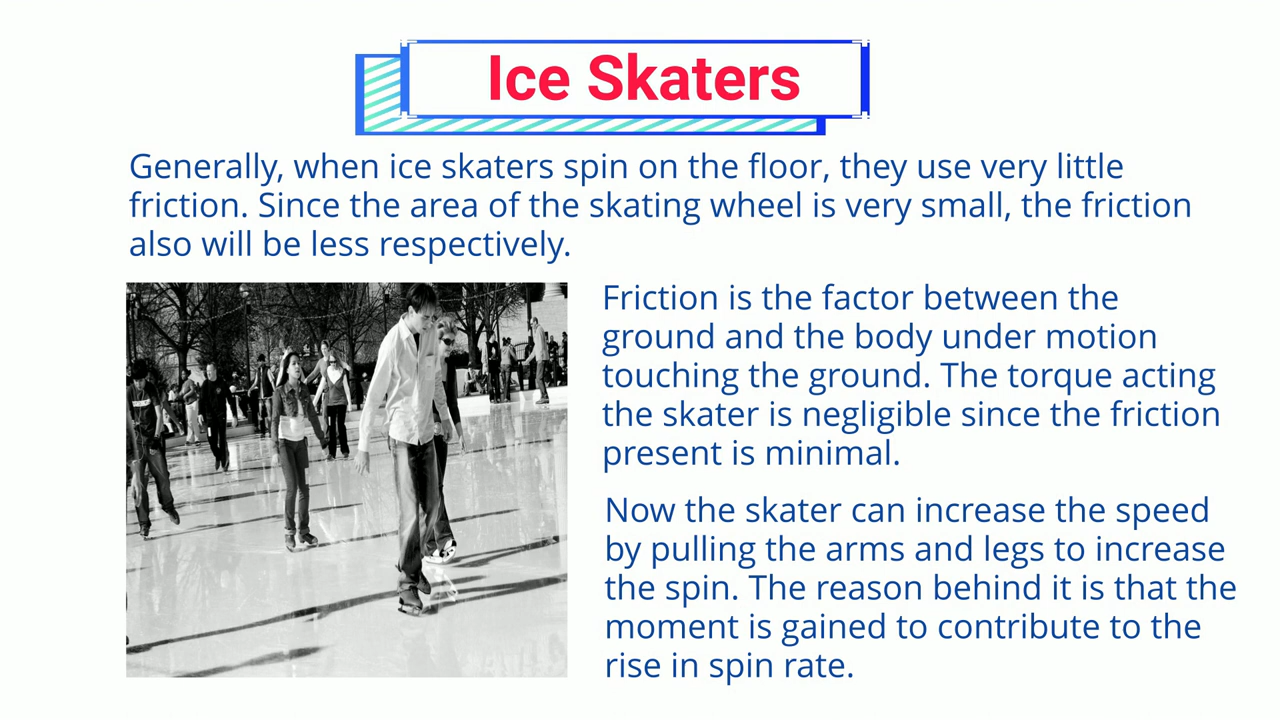 Ice Skaters
Generally, when ice skaters spin on the floor, they use very little
friction. Since the area of the skating wheel is very small, the friction
also will be less respectively.
Friction is the factor between the
ground and the body under motion
touching the ground. The torque acting
the skater is negligible since the friction
present is minimal.
Now the skater can increase the speed
by pulling the arms and legs to increase
the spin. The reason behind it is that the
moment is gained to contribute to the
rise in spin rate.